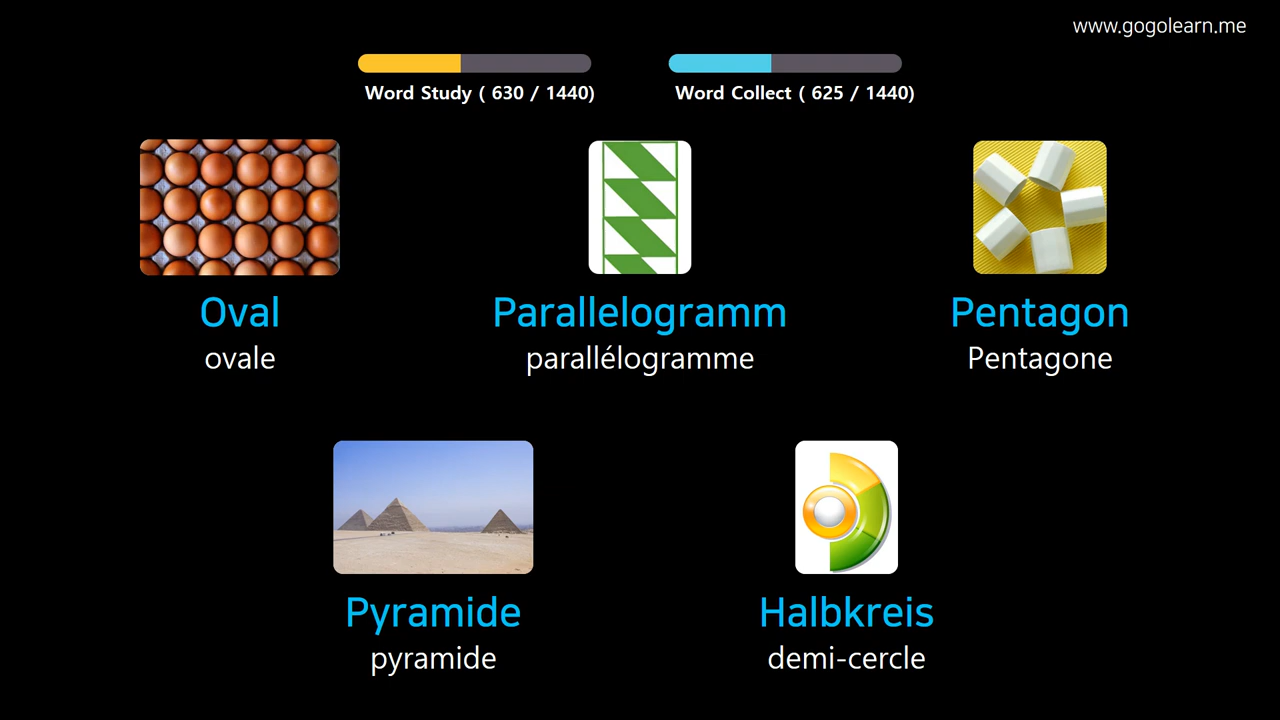 www.gogolearn.me
Word Study ( 630 / 1440)
Word Collect ( 625 / 1440)
Oval
ovale
Parallelogramm
parallélogramme
Pentagon
Pentagone
Pyramide
pyramide
Halbkreis
demi-cercle